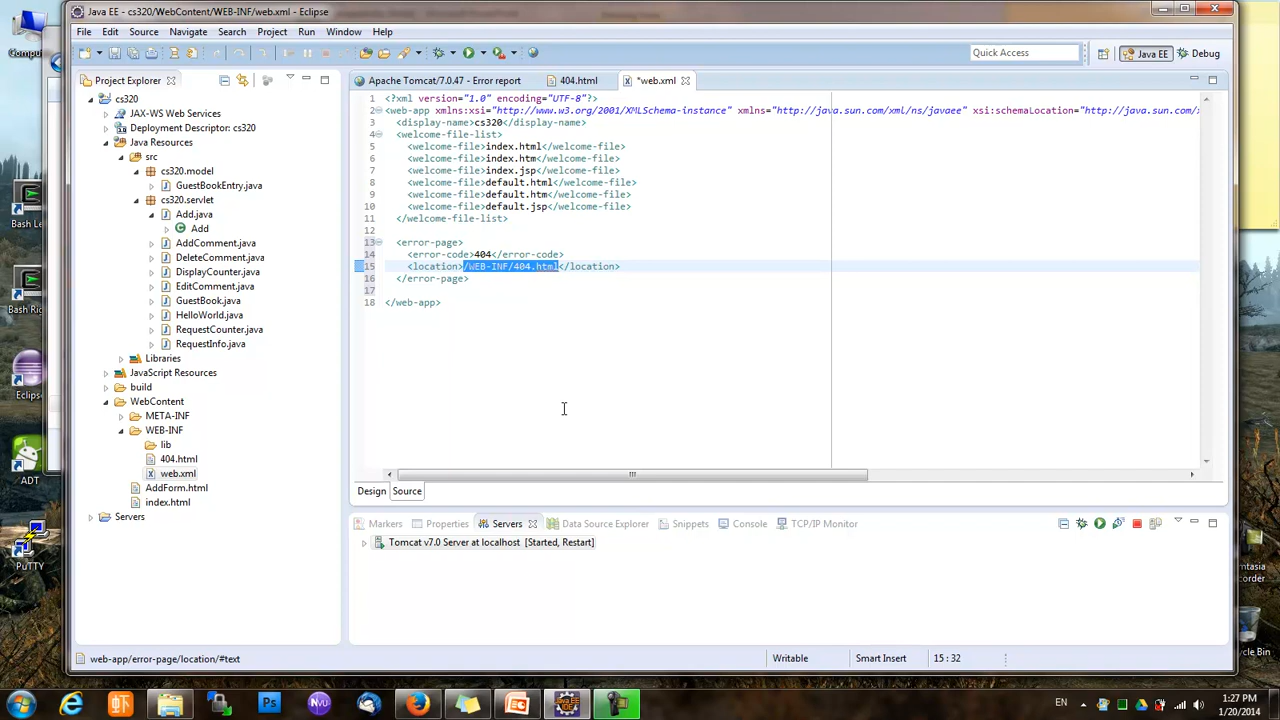 Java EE - cs320/WebContent/WEB-INF/web.xml - Eclipse
File Edit Source Navigate Search Project Run Window Help
Quick Access
Java EE
Debug
Project Explorer
cs320
JAX-WS Web Services
Deployment Descriptor: cs320
Java Resources
src
cs320.model
GuestBookEntry.java
cs320.servlet
Add.java
Add
AddComment.java
DeleteComment.java
DisplayCounter.java
EditComment.java
GuestBook.java
HelloWorld.java
RequestCounter.java
RequestInfo.java
Libraries
JavaScript Resources
build
WebContent
META-INF
WEB-INF
lib
404.html
web.xml
AddForm.html
index.html
Servers
Apache Tomcat/7.0.47 - Error report
404.html
*web.xml
1 <?xml version="1.0" encoding="UTF-8"?>
2 <web-app xmlns:xsi="http://www.w3.org/2001/XMLSchema-instance" xmlns="http://java.sun.com/xml/ns/javaee" xsi:schemaLocation="http://java.sun.com/x
3 <display-name>cs320</display-name>
4 <welcome-file-list>
5 <welcome-file>index.html</welcome-file>
6 <welcome-file>index.htm</welcome-file>
7 <welcome-file>index.jsp</welcome-file>
8 <welcome-file>default.html</welcome-file>
9 <welcome-file>default.htm</welcome-file>
10 <welcome-file>default.jsp</welcome-file>
11 </welcome-file-list>
12
13 <error-page>
14 <error-code>404</error-code>
15 <location>/WEB-INF/404.html</location>
16 </error-page>
17
18 </web-app>
Design Source
Markers Properties Servers Data Source Explorer Snippets Console TCP/IP Monitor
Tomcat v7.0 Server at localhost [Started, Restart]
web-app/error-page/location/#text
Writable
Smart Insert
15 : 32
Bash Le
Bash Rig
Eclips
ADT
PuTTY
EN
1:27 PM
1/20/2014